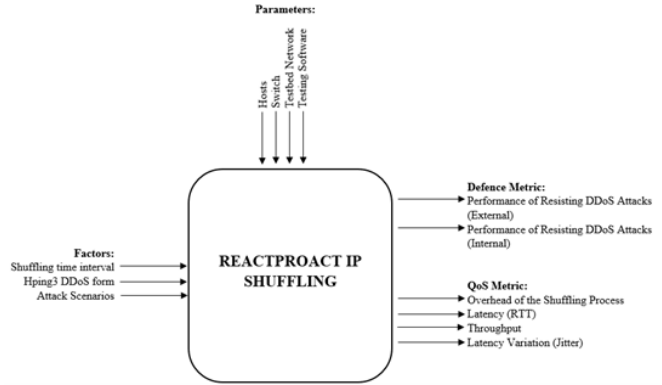 Parameters:
Hosts
Switch
Testbed Network
Testing Software
Factors:
Shuffling time interval
Hping3 DDoS form
Attack Scenarios
REACTPROACT IP
SHUFFLING
Defence Metric:
Performance of Resisting DDoS Attacks
(External)
Performance of Resisting DDoS Attacks
(Internal)
QoS Metric:
Overhead of the Shuffling Process
Latency (RTT)
Throughput
Latency Variation (Jitter)